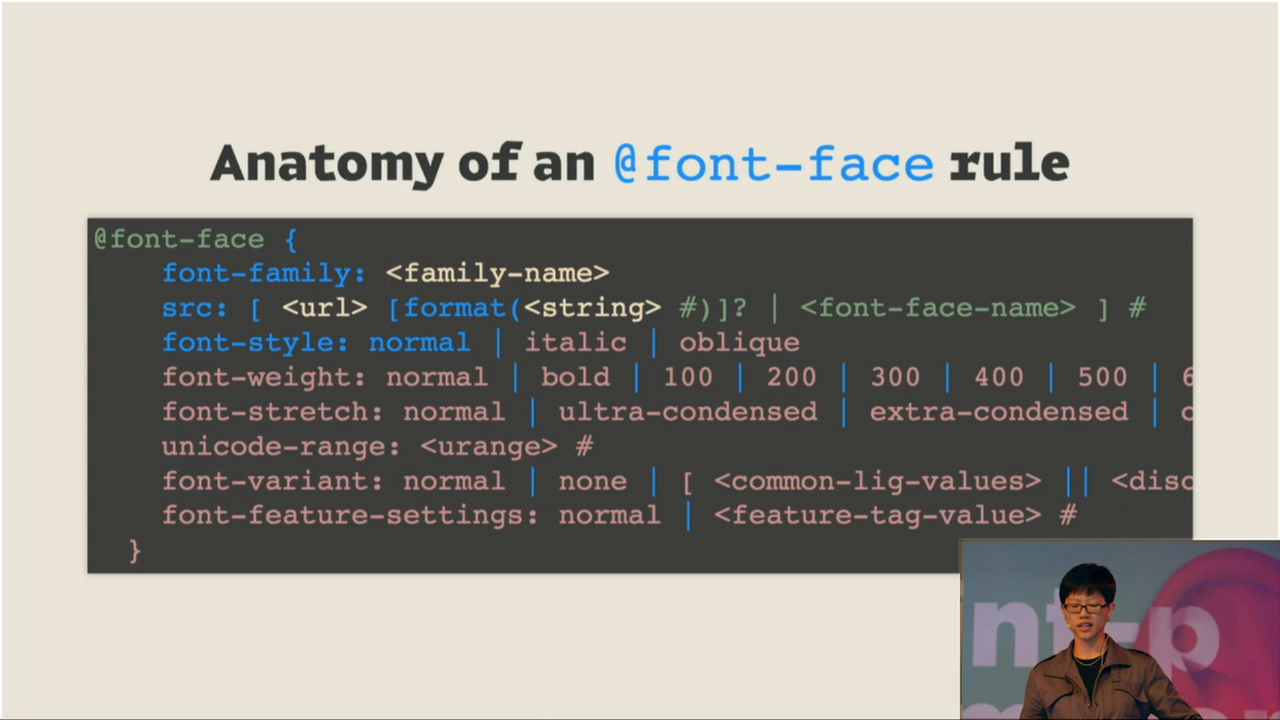 Anatomy of an @font-face rule
@font-face {
font-family: <family-name>
src: [ <url> [format(<string> #)]? | <font-face-name> ] #
font-style: normal | italic | oblique
font-weight: normal | bold | 100 | 200 | 300 | 400 | 500 |
font-stretch: normal | ultra-condensed | extra-condensed |
unicode-range: <urange> #
font-variant: normal | none | [ <common-lig-values> || <disc
font-feature-settings: normal | <feature-tag-value> #
}